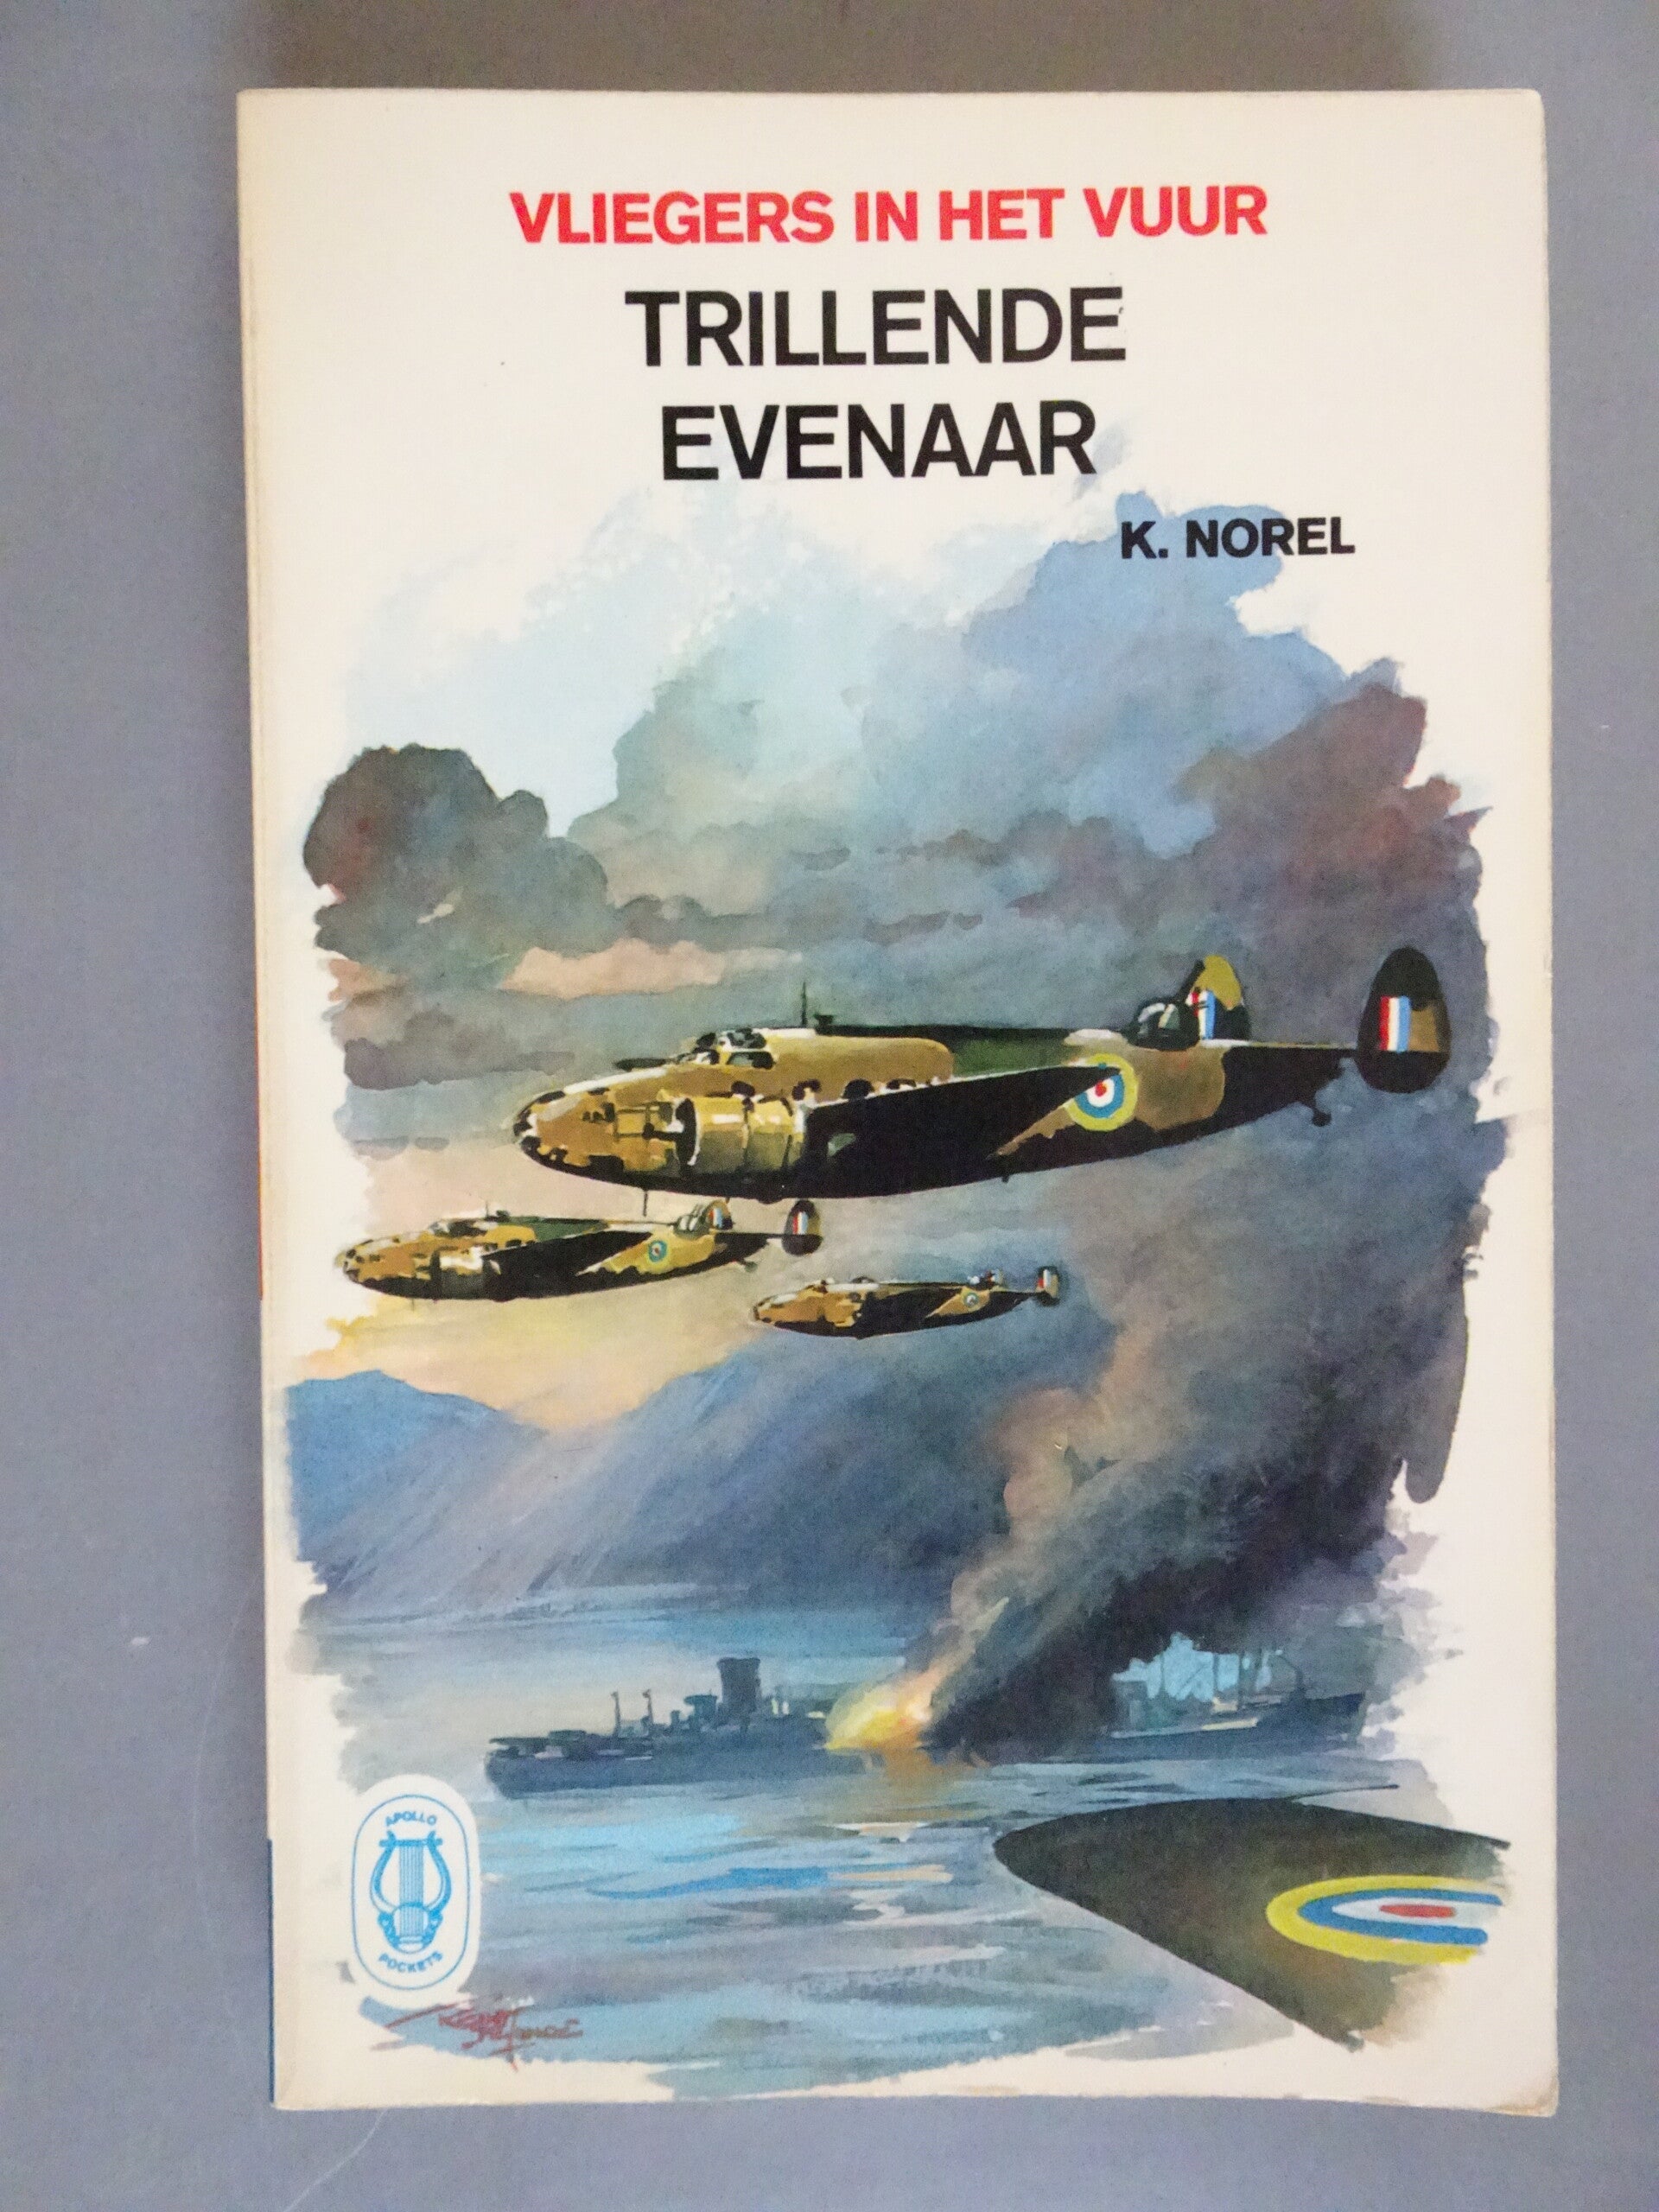 VLIEGERS IN HET VUUR
TRILLENDE
EVENAAR
K. NOREL
APOLLO
POCKETS